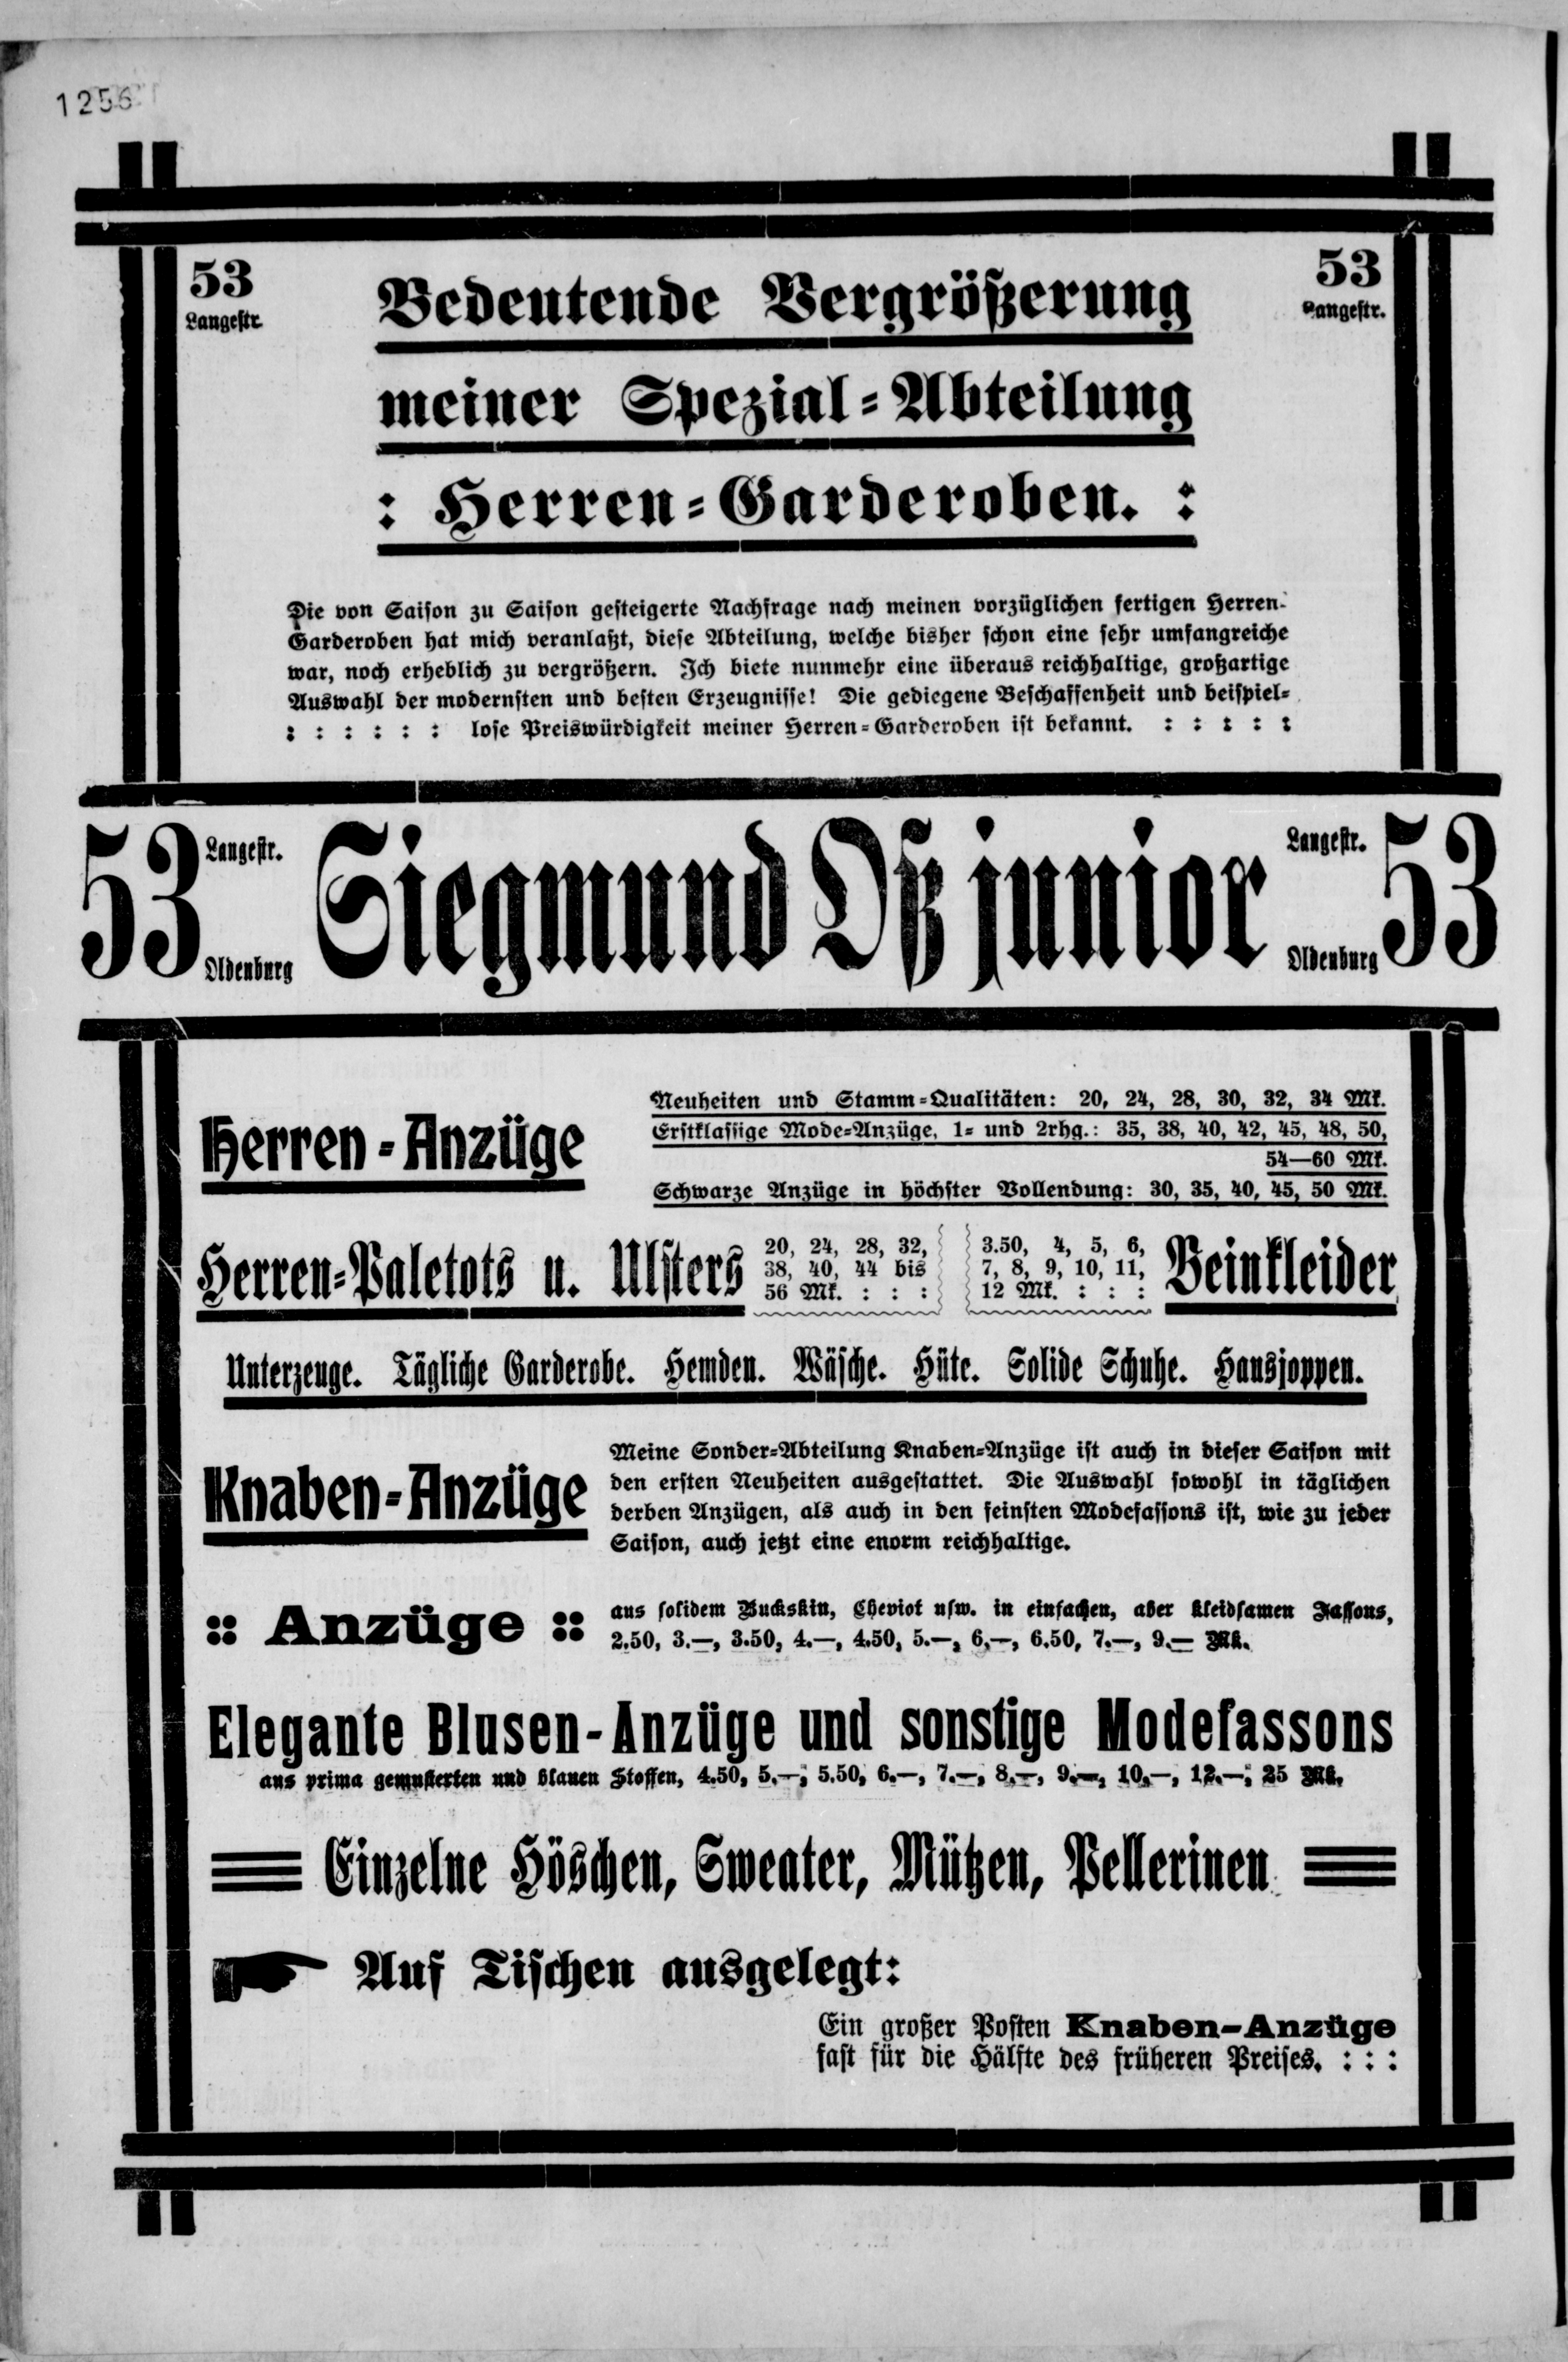 1256
53
Langestr.
53
Langestr.
Bedeutende Vergrößerung
meiner Spezial-Abteilung
: Herren-Garderoben. :
Die von Saison zu Saison gesteigerte Nachfrage nach meinen vorzüglichen fertigen Herren-
Garderoben hat mich veranlaßt, diese Abteilung, welche bisher schon eine sehr umfangreiche
war, noch erheblich zu vergrößern. Ich biete nunmehr eine überaus reichhaltige, großartige
Auswahl der modernsten und besten Erzeugnisse! Die gediegene Beschaffenheit und beispiel-
: : : : : : lose Preiswürdigkeit meiner Herren-Garderoben ist bekannt. : : : : :
53 Langestr. Oldenburg
Siegmund Oß junior
Langestr. Oldenburg 53
Herren-Anzüge
Neuheiten und Stamm-Qualitäten: 20, 24, 28, 30, 32, 34 Mk.
Erstklassige Mode-Anzüge, 1- und 2rhg.: 35, 38, 40, 42, 45, 48, 50,
54—60 Mk.
Schwarze Anzüge in höchster Vollendung: 30, 35, 40, 45, 50 Mk.
Herren-Paletots u. Ulsters
20, 24, 28, 32,
38, 40, 44 bis
56 Mk. : : :
3.50, 4, 5, 6,
7, 8, 9, 10, 11,
12 Mk. : : :
Beinkleider
Unterzeuge. Tägliche Garderobe. Hemden. Wäsche. Hüte. Solide Schuhe. Hausjoppen.
Knaben-Anzüge
Meine Sonder-Abteilung Knaben-Anzüge ist auch in dieser Saison mit
den ersten Neuheiten ausgestattet. Die Auswahl sowohl in täglichen
derben Anzügen, als auch in den feinsten Modefassons ist, wie zu jeder
Saison, auch jetzt eine enorm reichhaltige.
:: Anzüge ::
aus solidem Buckskin, Cheviot usw. in einfachen, aber kleidsamen Fassons,
2.50, 3.—, 3.50, 4.—, 4.50, 5.—, 6.—, 6.50, 7.—, 9.— Mk.
Elegante Blusen-Anzüge und sonstige Modefassons
aus prima gemusterten und blauen Stoffen, 4.50, 5.—, 5.50, 6.—, 7.—, 8.—, 9.—, 10.—, 12.—, 25 Mk.
Einzelne Höschen, Sweater, Mützen, Pellerinen
Auf Tischen ausgelegt:
Ein großer Posten Knaben-Anzüge
fast für die Hälfte des früheren Preises. : : :